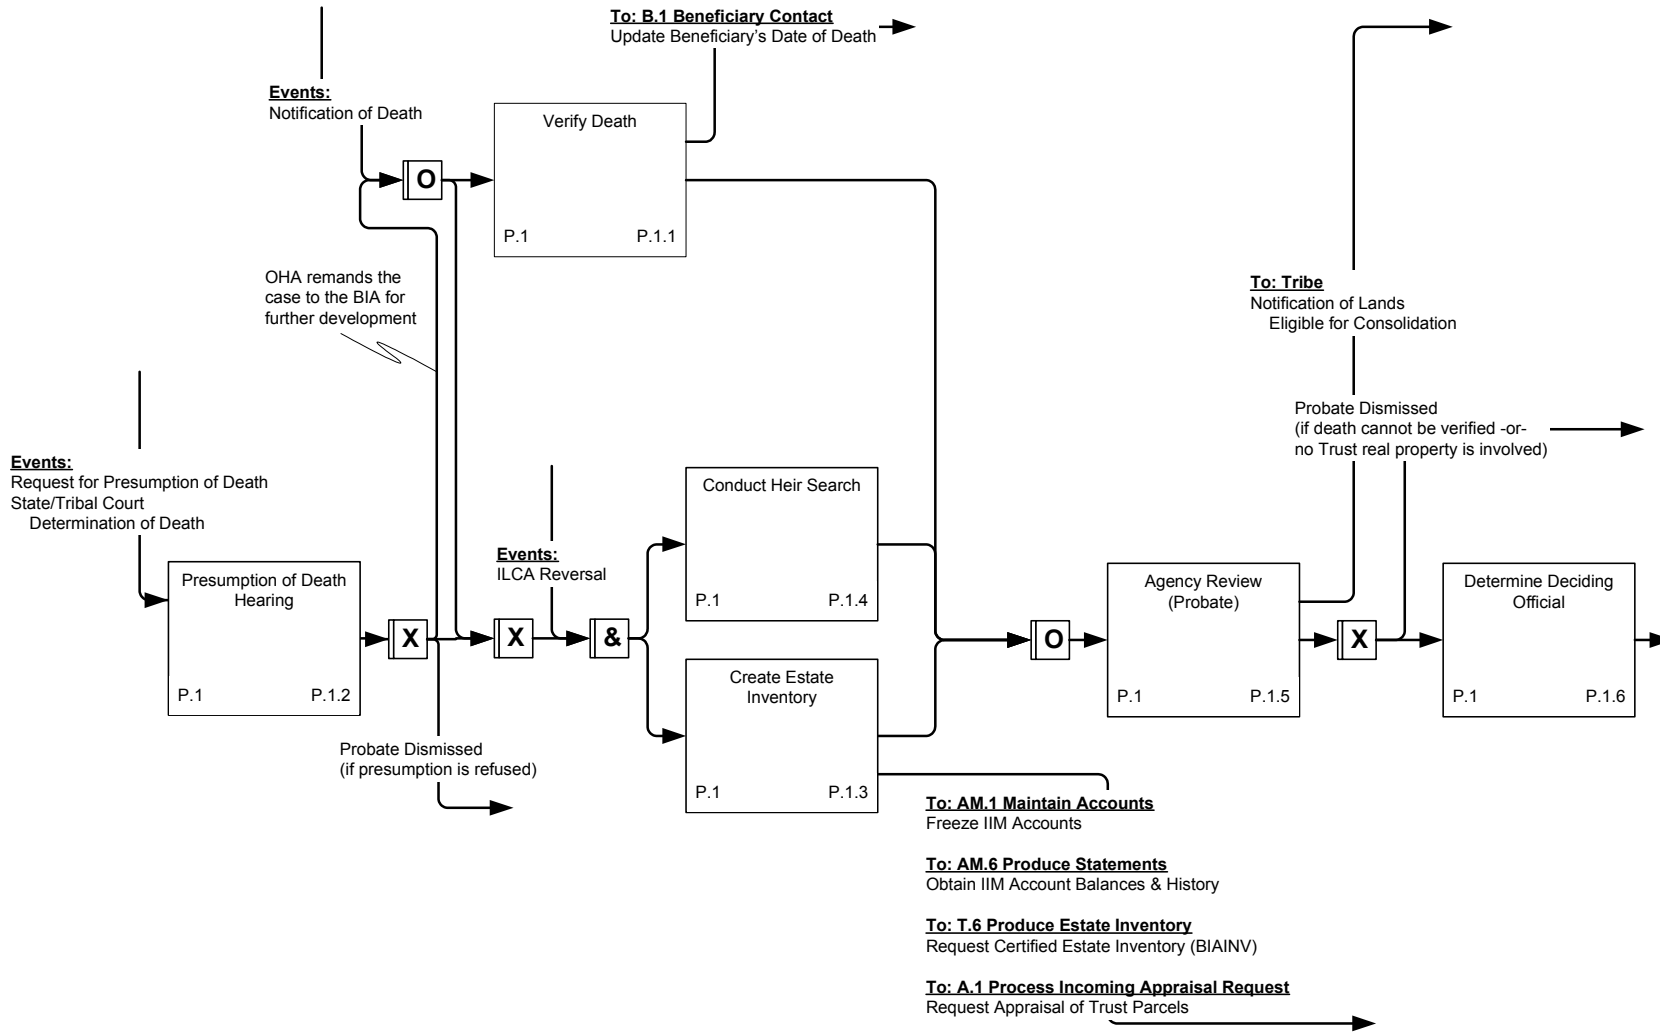 To: B.1 Beneficiary Contact
Update Beneficiary's Date of Death
Events:
Notification of Death
Verify Death
O
P.1
P.1.1
OHA remands the
case to the BIA for
further development
To: Tribe
Notification of Lands
Eligible for Consolidation
Probate Dismissed
(if death cannot be verified -or-
no Trust real property is involved)
Events:
Request for Presumption of Death
State/Tribal Court
Determination of Death
Conduct Heir Search
P.1
P.1.4
Events:
ILCA Reversal
Presumption of Death
Hearing
P.1
P.1.2
X
X
&
O
Agency Review
(Probate)
P.1
P.1.5
X
Determine Deciding
Official
P.1
P.1.6
Create Estate
Inventory
P.1
P.1.3
Probate Dismissed
(if presumption is refused)
To: AM.1 Maintain Accounts
Freeze IIM Accounts
To: AM.6 Produce Statements
Obtain IIM Account Balances & History
To: T.6 Produce Estate Inventory
Request Certified Estate Inventory (BIAINV)
To: A.1 Process Incoming Appraisal Request
Request Appraisal of Trust Parcels